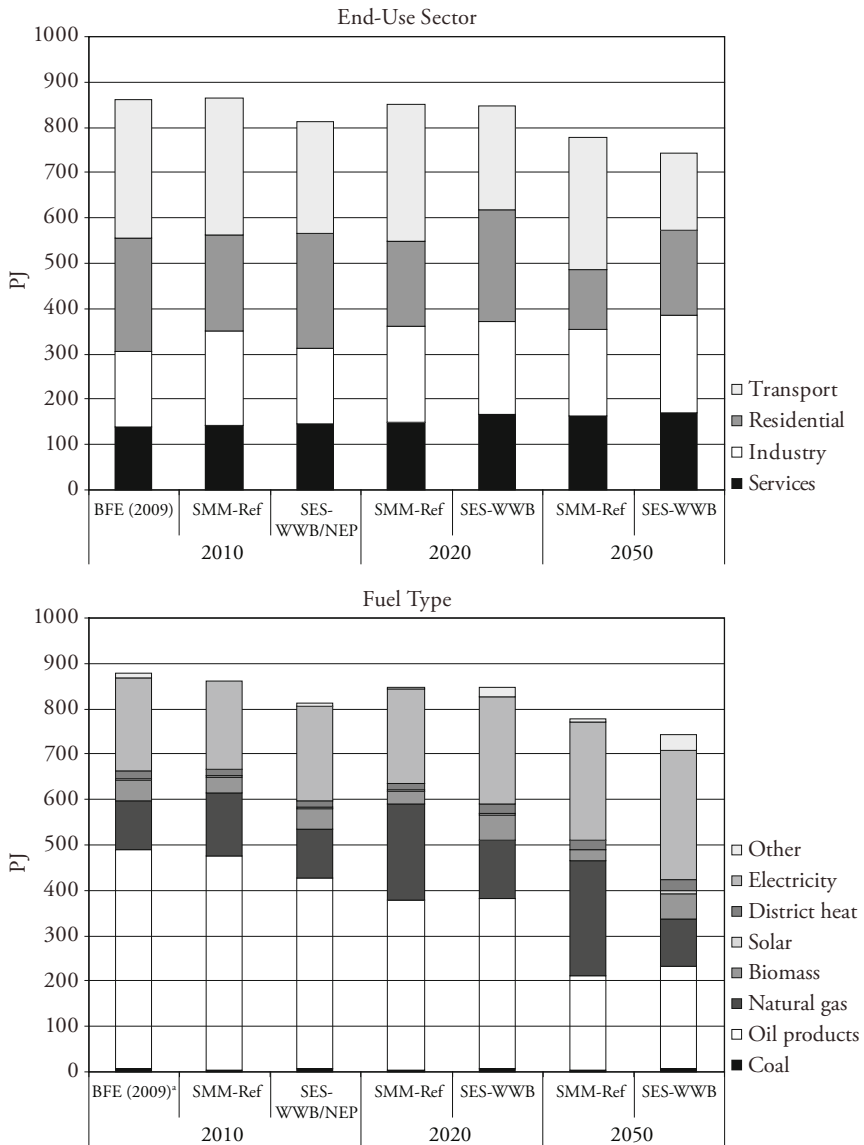 End-Use Sector
1000
900
800
700
600
500
400
300
200
100
0
PJ
Transport
Residential
Industry
Services
BFE (2009) SMM-Ref SES-WWB/NEP SMM-Ref SES-WWB SMM-Ref SES-WWB
2010 2020 2050
Fuel Type
1000
900
800
700
600
500
400
300
200
100
0
PJ
Other
Electricity
District heat
Solar
Biomass
Natural gas
Oil products
Coal
BFE (2009)ᵃ SMM-Ref SES-WWB/NEP SMM-Ref SES-WWB SMM-Ref SES-WWB
2010 2020 2050